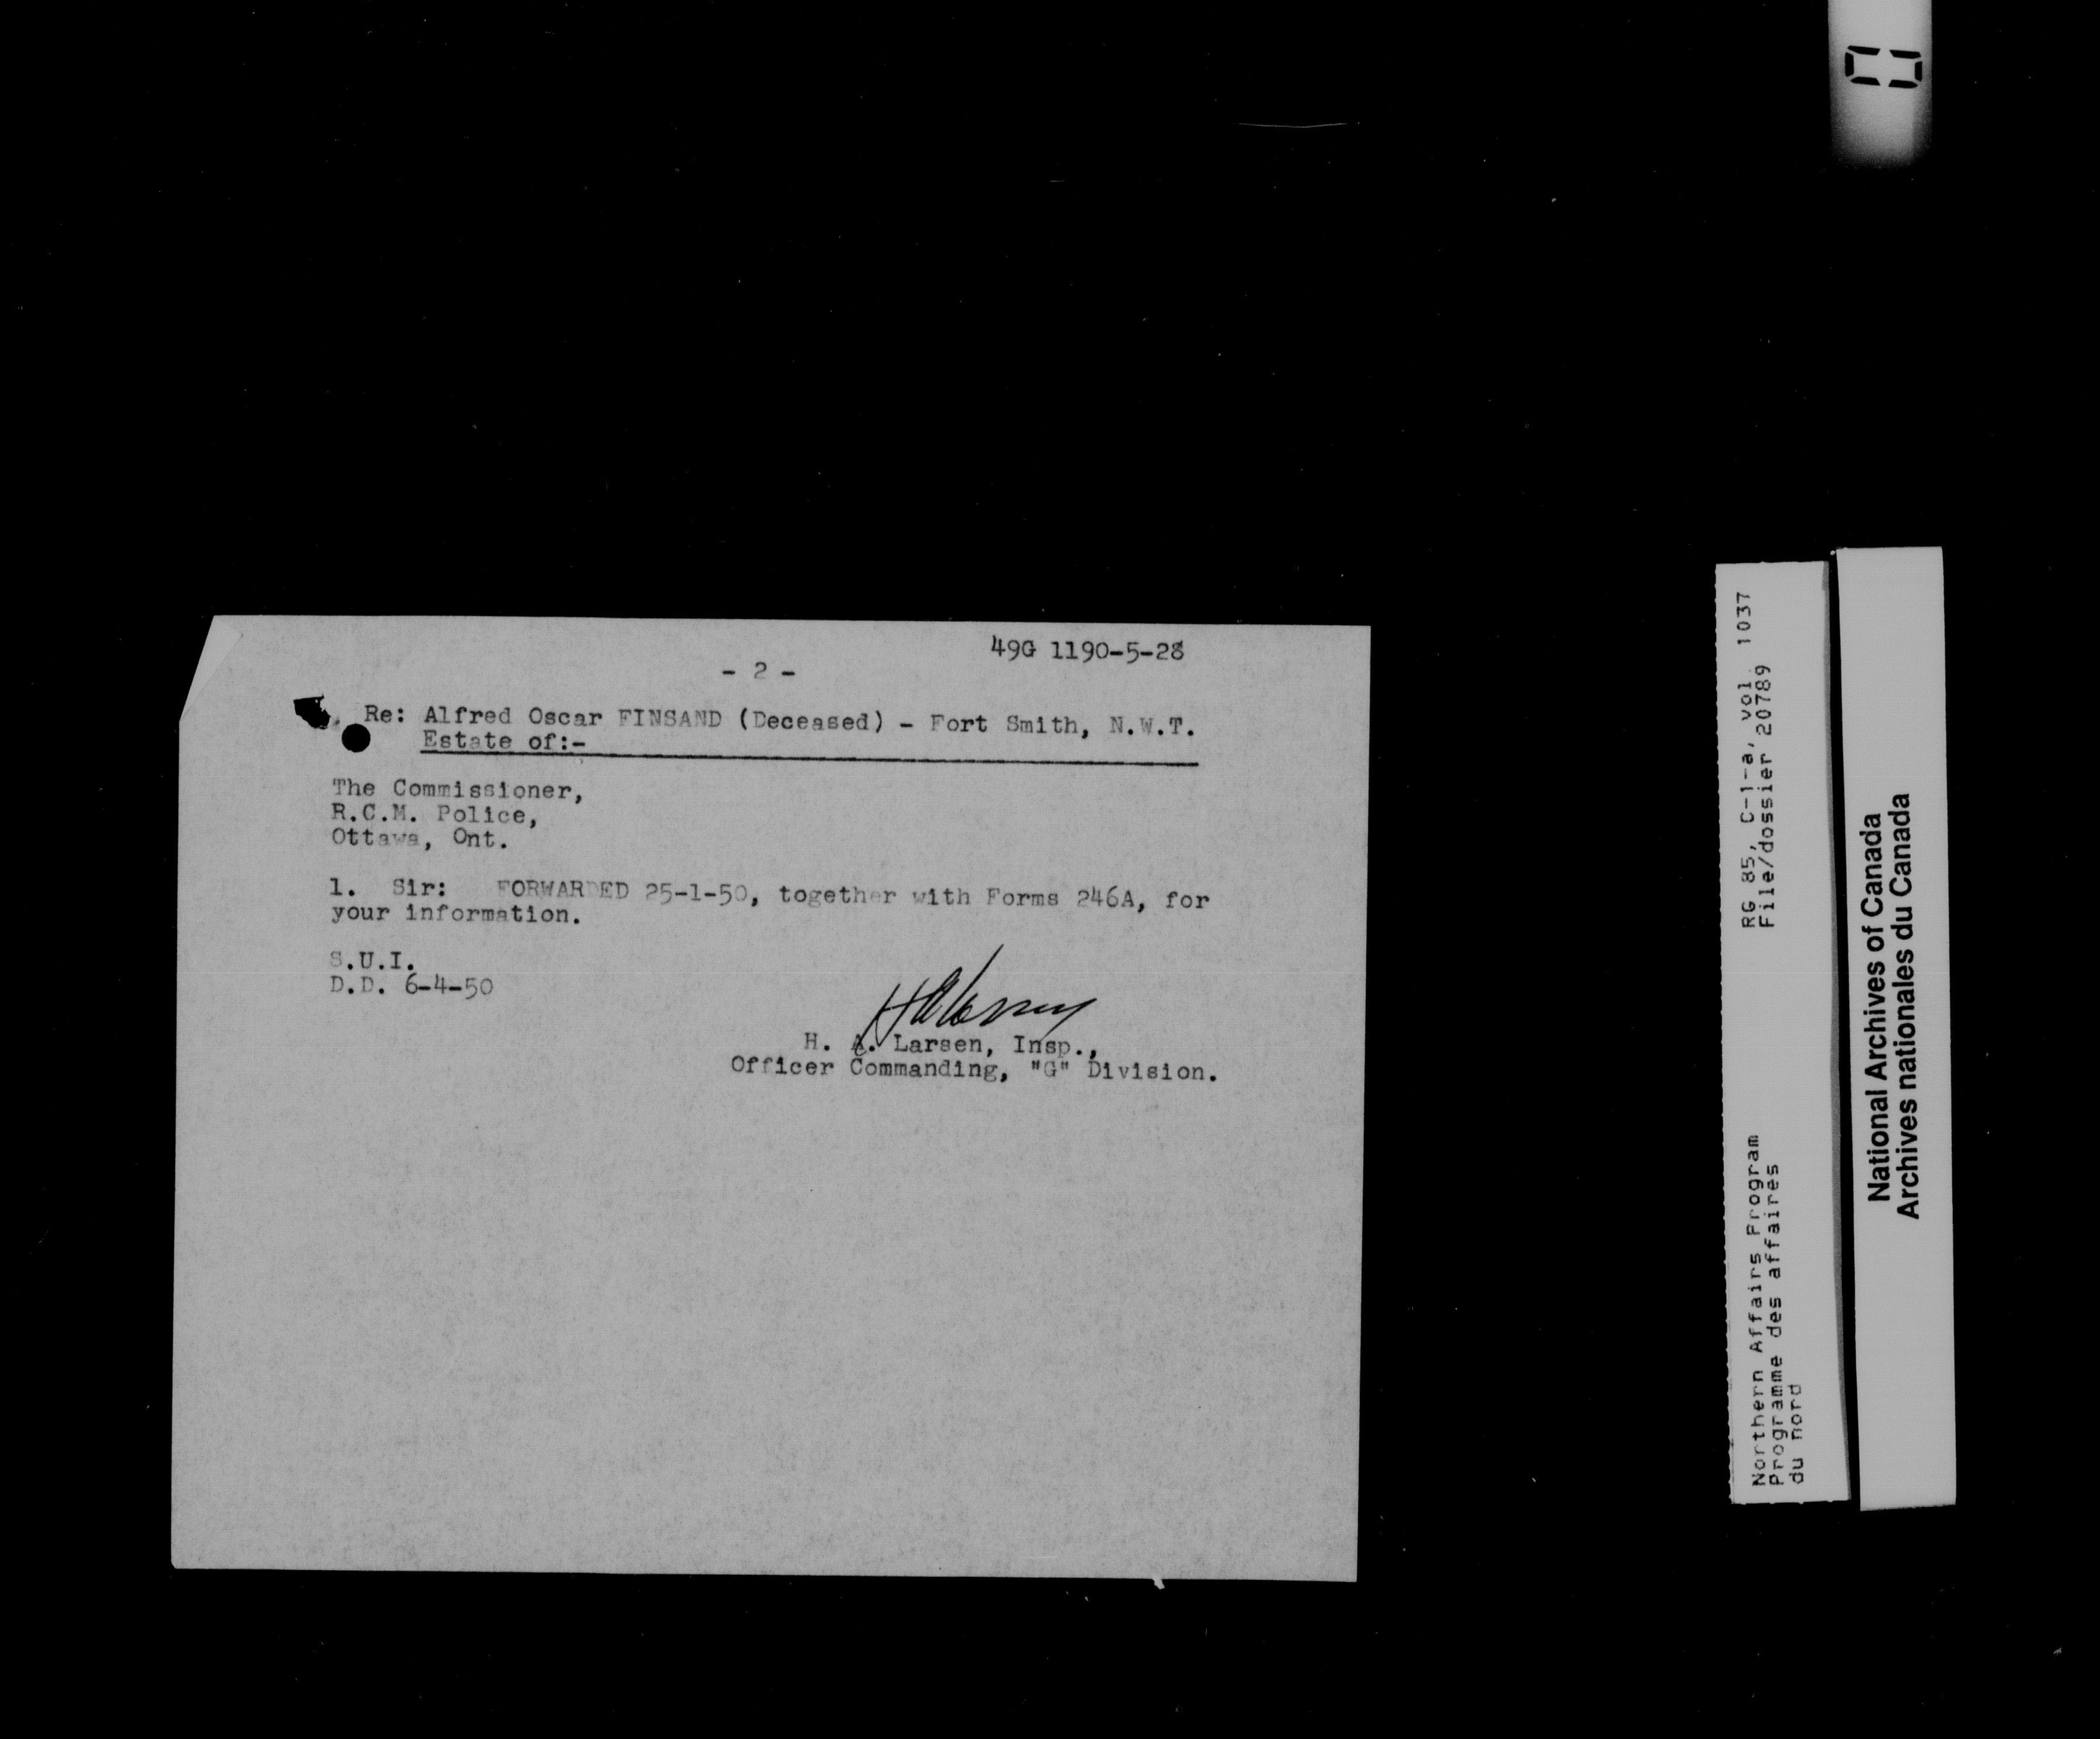 49G 1190-5-28
- 2 -
Re: Alfred Oscar FINSAND (Deceased) - Fort Smith, N.W.T.
Estate of:-
The Commissioner,
R.C.M. Police,
Ottawa, Ont.
1. Sir: FORWARDED 25-1-50, together with Forms 246A, for
your information.
S.U.I.
D.D. 6-4-50
H. A. Larsen, Insp.,
Officer Commanding, "G" Division.
RG 85, C-1-a, vol. 1037
File/dossier 20789
Northern Affairs Program
Programme des affaires
du nord
National Archives of Canada
Archives nationales du Canada